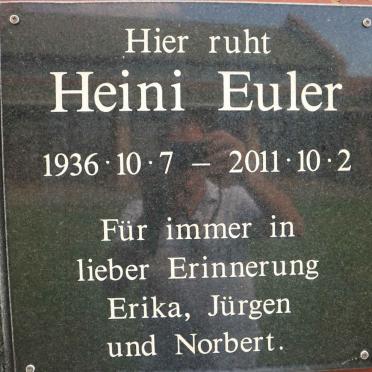 Hier ruht
Heini Euler
1936·10·7 – 2011·10·2
Für immer in
lieber Erinnerung
Erika, Jürgen
und Norbert.